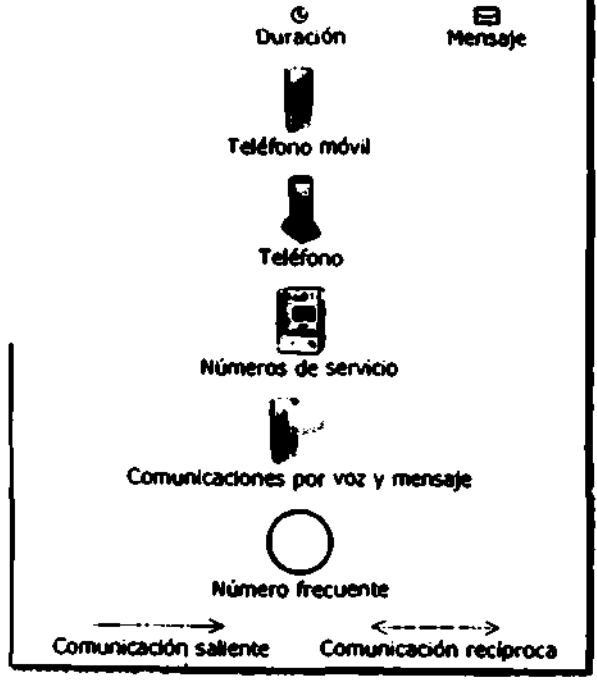 Duración Mensaje
Teléfono móvil
Teléfono
Números de servicio
Comunicaciones por voz y mensaje
Número frecuente
Comunicación saliente Comunicación recíproca